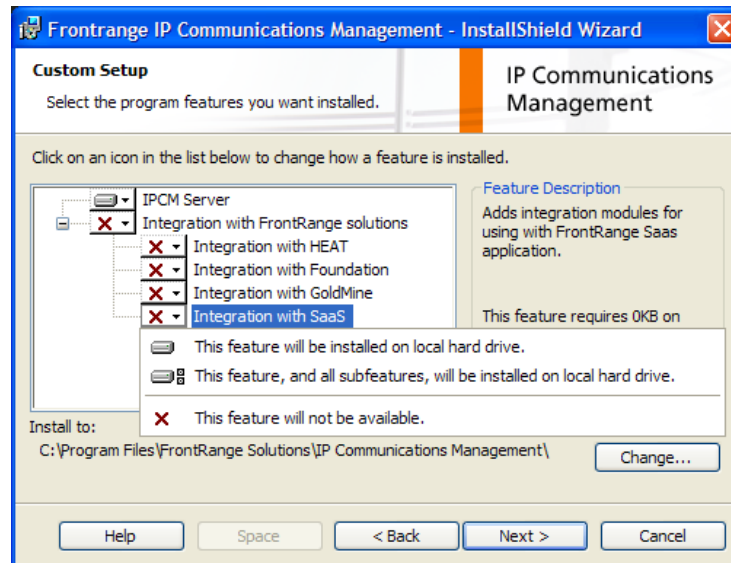 Frontrange IP Communications Management - InstallShield Wizard
Custom Setup
Select the program features you want installed.
IP Communications
Management
Click on an icon in the list below to change how a feature is installed.
IPCM Server
Integration with FrontRange solutions
Integration with HEAT
Integration with Foundation
Integration with GoldMine
Integration with SaaS
Feature Description
Adds integration modules for
using with FrontRange Saas
application.
This feature requires 0KB on
This feature will be installed on local hard drive.
This feature, and all subfeatures, will be installed on local hard drive.
This feature will not be available.
Install to:
C:\Program Files\FrontRange Solutions\IP Communications Management\
Change...
Help
Space
< Back
Next >
Cancel